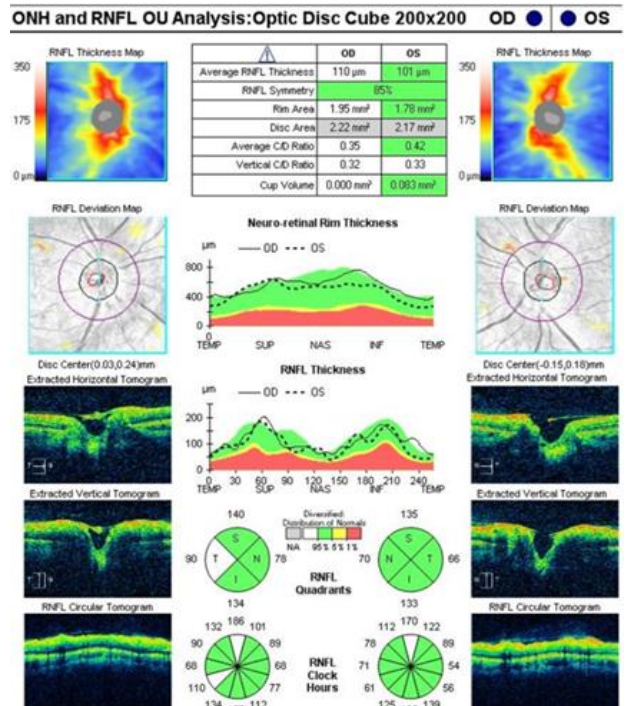 ONH and RNFL OU Analysis:Optic Disc Cube 200x200 OD OS
RNFL Thickness Map
350
175
0 µm
OD OS
Average RNFL Thickness 110 µm 101 µm
RNFL Symmetry 85%
Rim Area 1.95 mm² 1.78 mm²
Disc Area 2.22 mm² 2.17 mm²
Average C/D Ratio 0.35 0.42
Vertical C/D Ratio 0.32 0.33
Cup Volume 0.000 mm³ 0.083 mm³
RNFL Thickness Map
350
175
0 µm
RNFL Deviation Map
Disc Center(0.03,0.24)mm
Neuro-retinal Rim Thickness
µm OD OS
800
400
0
0
TEMP SUP NAS INF TEMP
RNFL Deviation Map
Disc Center(-0.15,0.18)mm
Extracted Horizontal Tomogram
RNFL Thickness
µm OD OS
200
100
0
0 30 60 90 120 150 180 210 240
TEMP SUP NAS INF TEMP
Extracted Horizontal Tomogram
Extracted Vertical Tomogram
140
S
90 T N 78
I
134
Diversified:
Distribution of Normals
NA 95% 5% 1%
RNFL
Quadrants
135
S
70 N T 66
I
133
Extracted Vertical Tomogram
RNFL Circular Tomogram
186
132 101
90 89
68 68
110 77
134 112
RNFL
Clock
Hours
170
112 122
78 89
71 54
61 56
125 139
RNFL Circular Tomogram